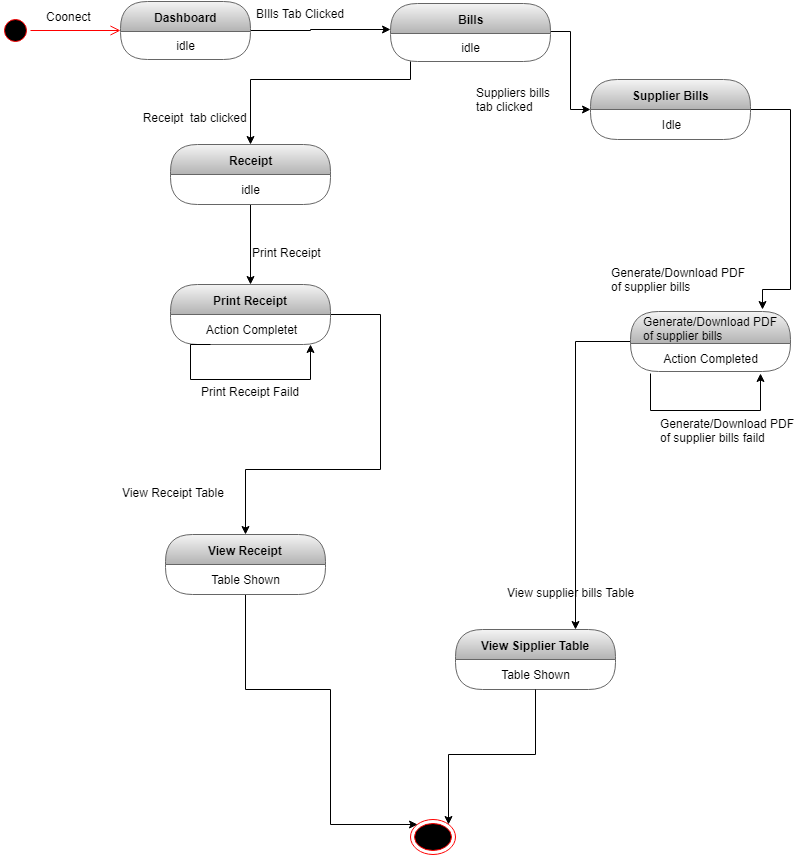 Coonect
Dashboard
idle
BIlls Tab Clicked
Bills
idle
Suppliers bills
tab clicked
Supplier Bills
Idle
Receipt tab clicked
Receipt
idle
Print Receipt
Print Receipt
Action Completet
Print Receipt Faild
Generate/Download PDF
of supplier bills
Generate/Download PDF
of supplier bills
Action Completed
Generate/Download PDF
of supplier bills faild
View Receipt Table
View Receipt
Table Shown
View supplier bills Table
View Sipplier Table
Table Shown